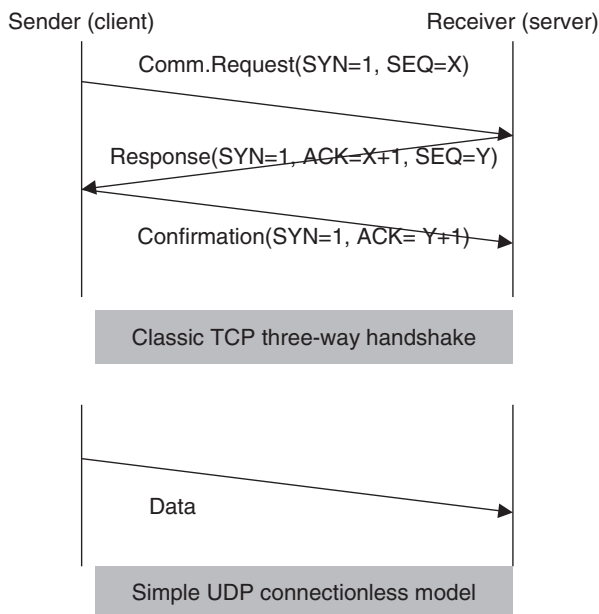 Sender (client)
Receiver (server)
Comm.Request(SYN=1, SEQ=X)
Response(SYN=1, ACK=X+1, SEQ=Y)
Confirmation(SYN=1, ACK= Y+1)
Classic TCP three-way handshake
Data
Simple UDP connectionless model